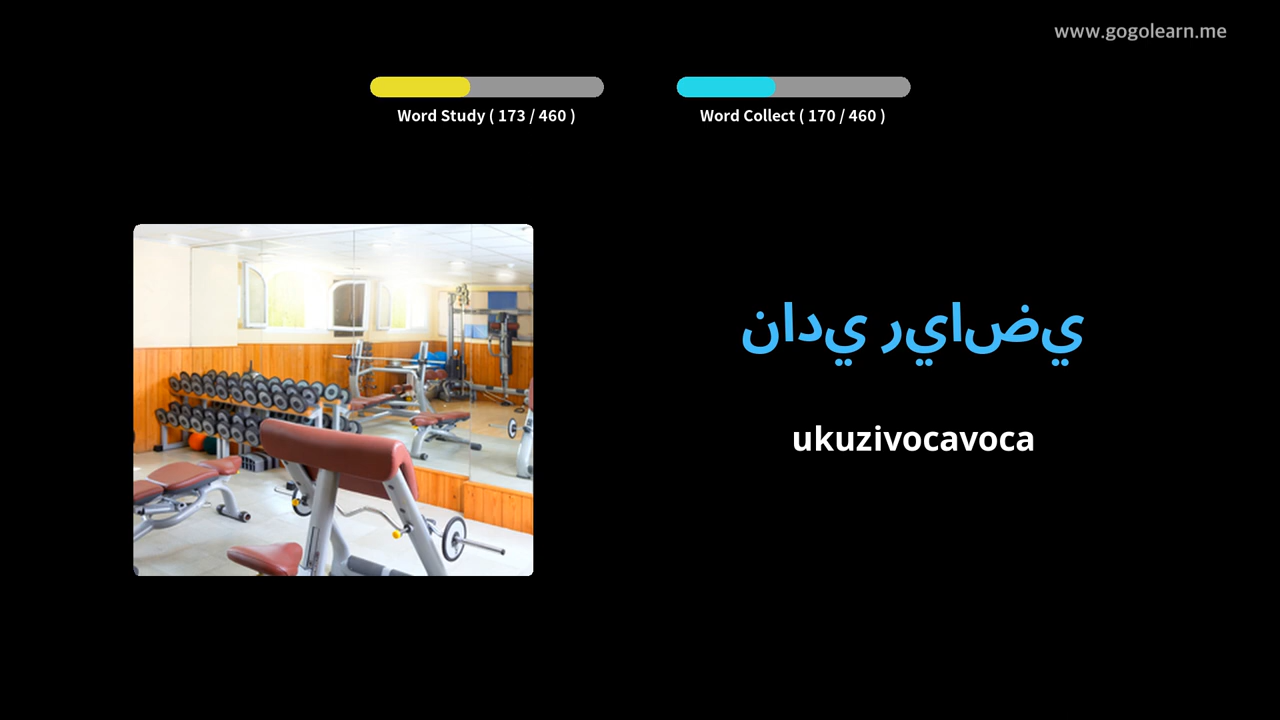 www.gogolearn.me
Word Study ( 173 / 460 )
Word Collect ( 170 / 460 )
نادي رياضي
ukuzivocavoca